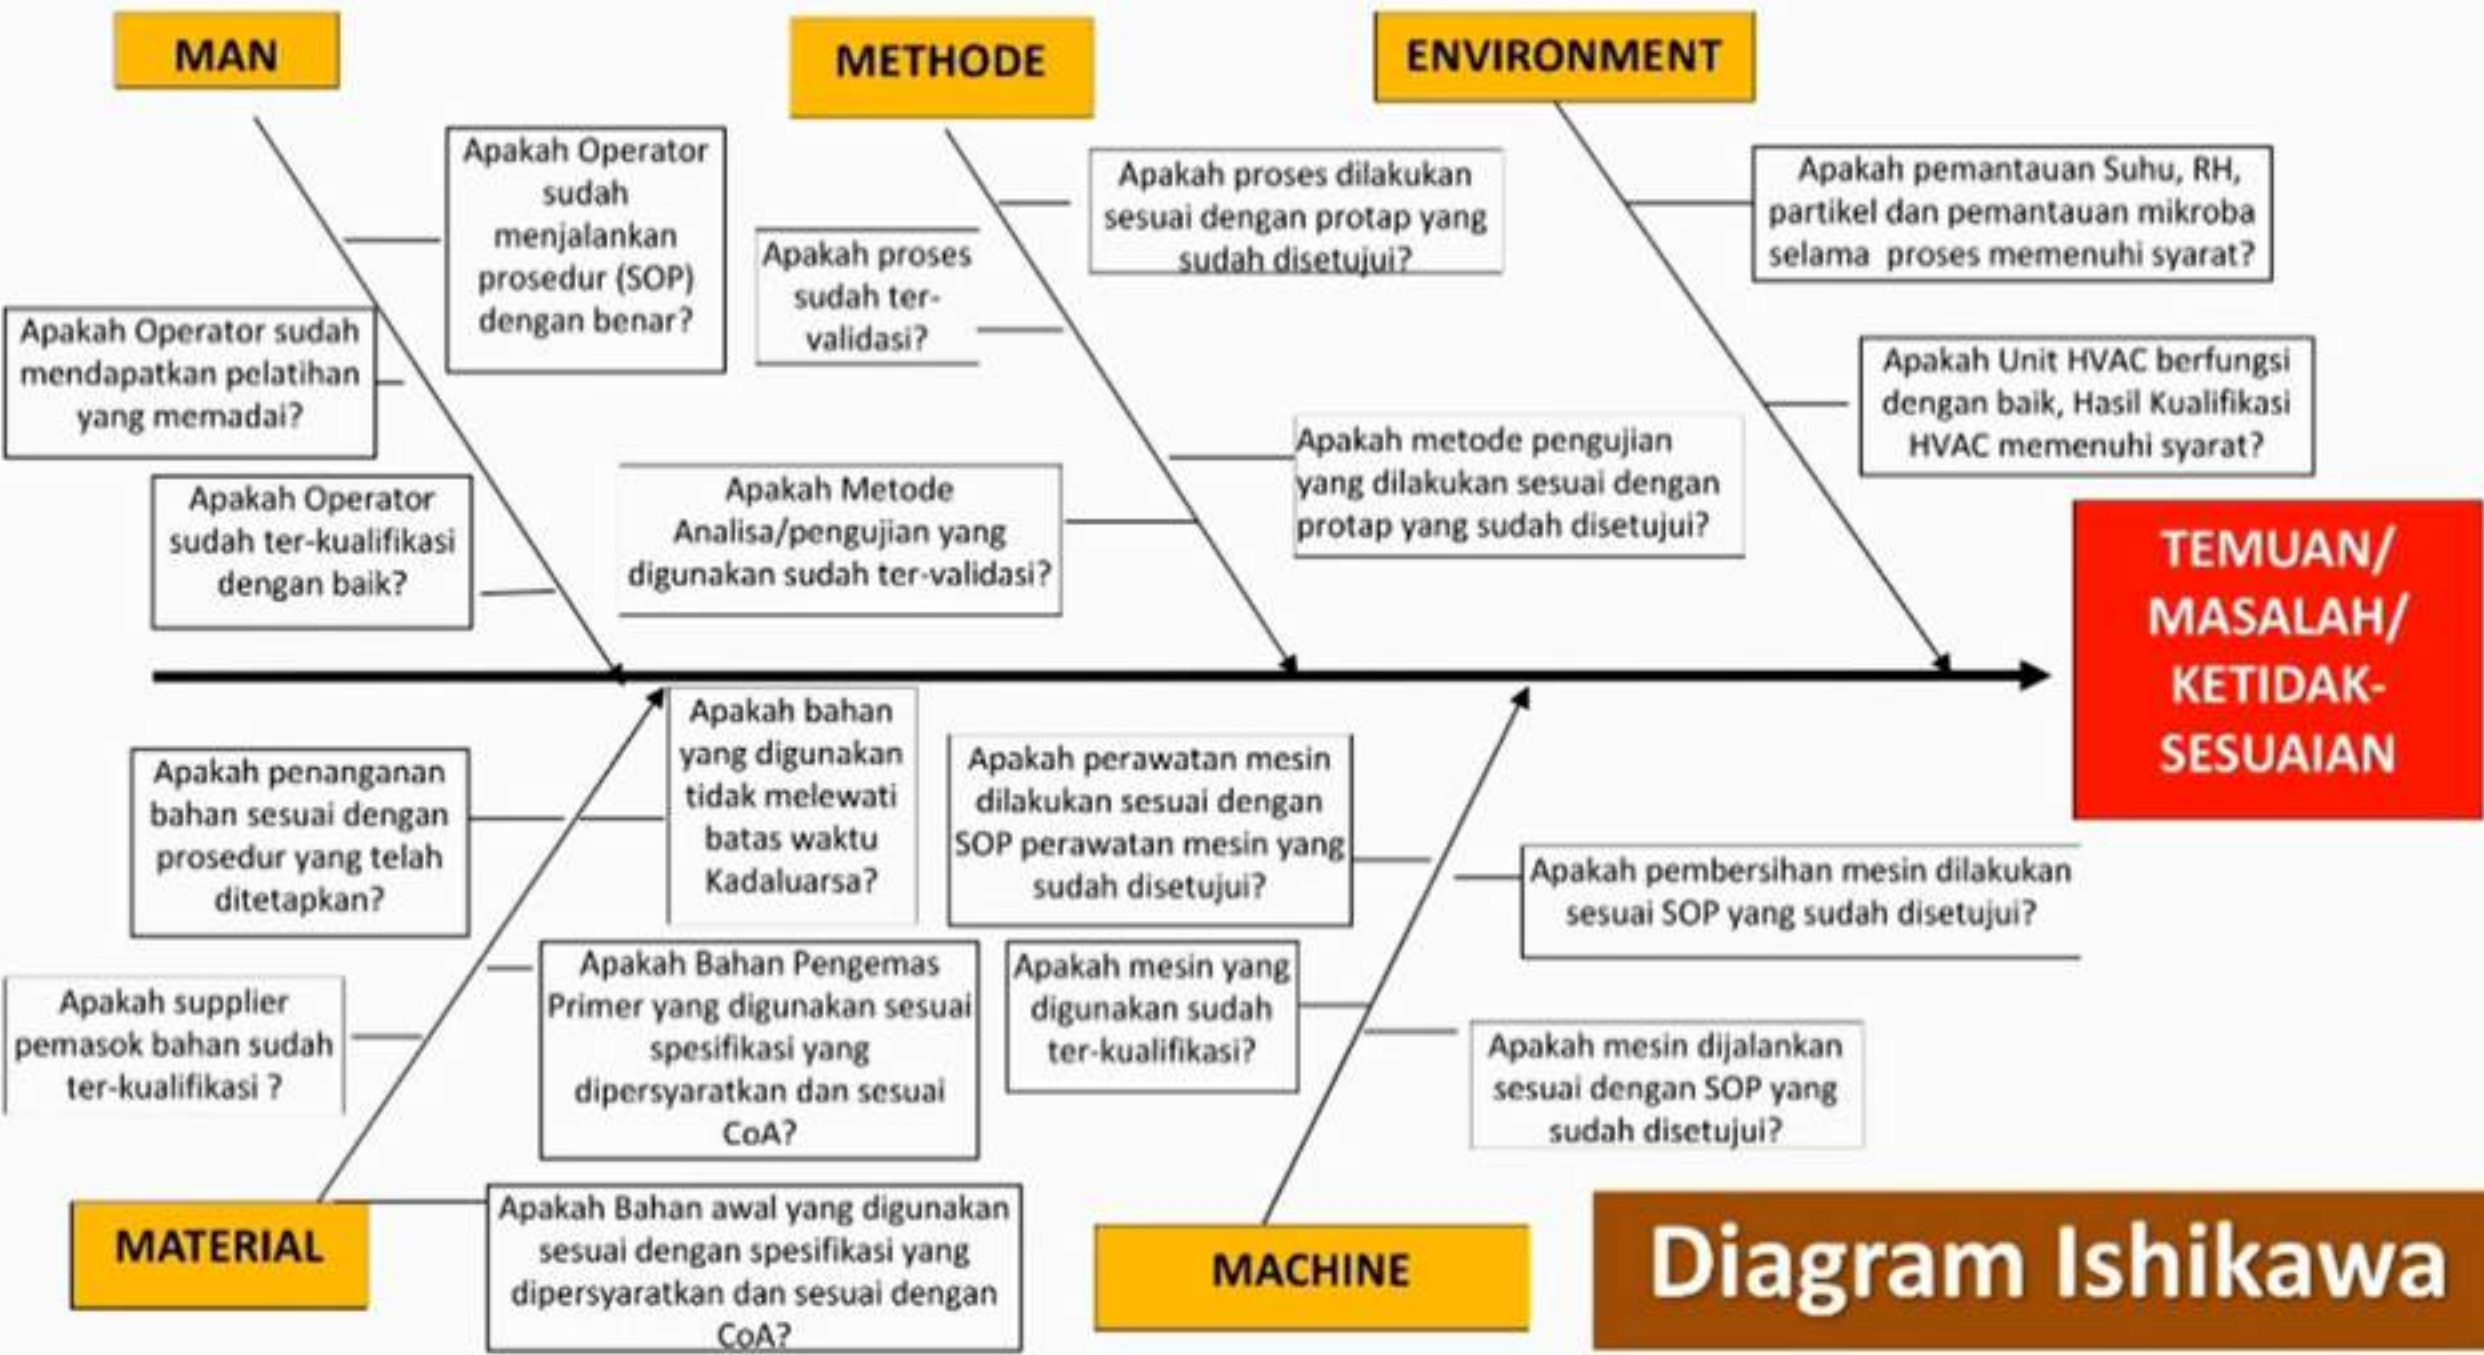 MAN
Apakah Operator
sudah
menjalankan
prosedur (SOP)
dengan benar?
Apakah Operator sudah
mendapatkan pelatihan
yang memadai?
Apakah Operator
sudah ter-kualifikasi
dengan baik?
METHODE
Apakah proses dilakukan
sesuai dengan protap yang
sudah disetujui?
Apakah proses
sudah ter-
validasi?
Apakah metode pengujian
yang dilakukan sesuai dengan
protap yang sudah disetujui?
Apakah Metode
Analisa/pengujian yang
digunakan sudah ter-validasi?
ENVIRONMENT
Apakah pemantauan Suhu, RH,
partikel dan pemantauan mikroba
selama proses memenuhi syarat?
Apakah Unit HVAC berfungsi
dengan baik, Hasil Kualifikasi
HVAC memenuhi syarat?
TEMUAN/
MASALAH/
KETIDAK-
SESUAIAN
Apakah penanganan
bahan sesuai dengan
prosedur yang telah
ditetapkan?
Apakah bahan
yang digunakan
tidak melewati
batas waktu
Kadaluarsa?
Apakah supplier
pemasok bahan sudah
ter-kualifikasi ?
Apakah Bahan Pengemas
Primer yang digunakan sesuai
spesifikasi yang
dipersyaratkan dan sesuai
CoA?
MATERIAL
Apakah Bahan awal yang digunakan
sesuai dengan spesifikasi yang
dipersyaratkan dan sesuai dengan
CoA?
Apakah perawatan mesin
dilakukan sesuai dengan
SOP perawatan mesin yang
sudah disetujui?
Apakah pembersihan mesin dilakukan
sesuai SOP yang sudah disetujui?
Apakah mesin yang
digunakan sudah
ter-kualifikasi?
Apakah mesin dijalankan
sesuai dengan SOP yang
sudah disetujui?
MACHINE
Diagram Ishikawa